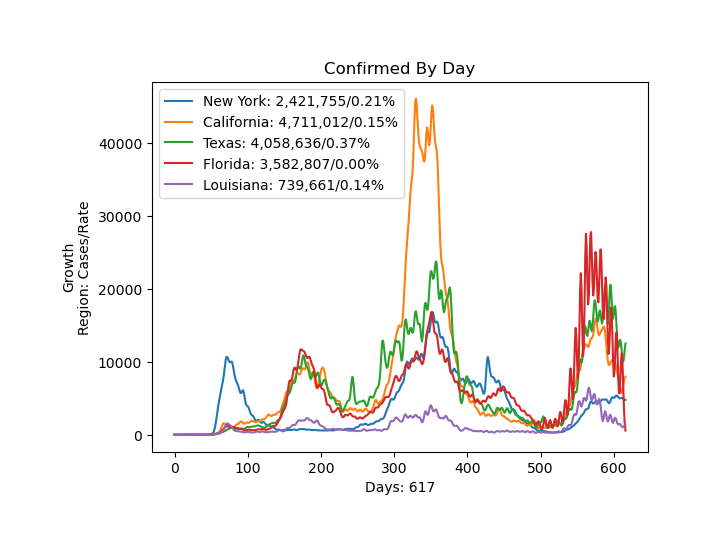 Confirmed By Day
New York: 2,421,755/0.21%
California: 4,711,012/0.15%
Texas: 4,058,636/0.37%
Florida: 3,582,807/0.00%
Louisiana: 739,661/0.14%
Growth
Region: Cases/Rate
40000
30000
20000
10000
0
0 100 200 300 400 500 600
Days: 617